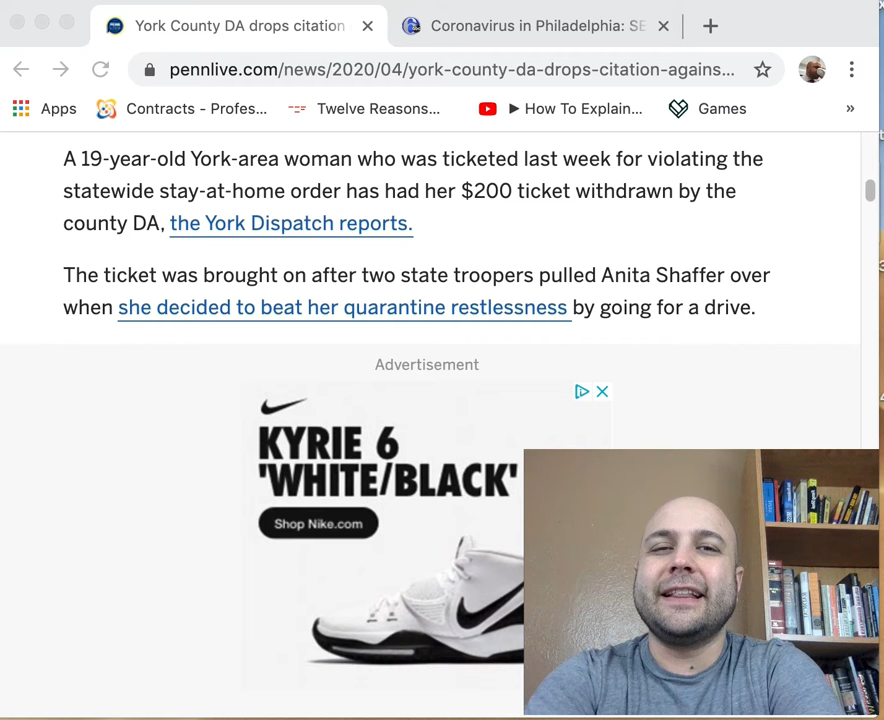 York County DA drops citation
Coronavirus in Philadelphia: SE
pennlive.com/news/2020/04/york-county-da-drops-citation-agains...
Apps
Contracts - Profes...
Twelve Reasons...
▶ How To Explain...
Games
»
A 19-year-old York-area woman who was ticketed last week for violating the
statewide stay-at-home order has had her $200 ticket withdrawn by the
county DA, the York Dispatch reports.
The ticket was brought on after two state troopers pulled Anita Shaffer over
when she decided to beat her quarantine restlessness by going for a drive.
Advertisement
KYRIE 6
'WHITE/BLACK'
Shop Nike.com